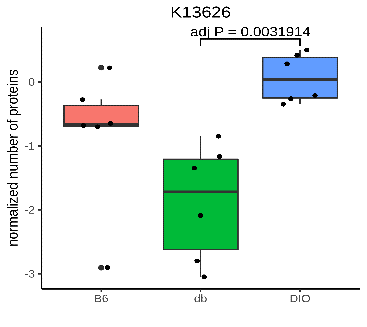 K13626
adj P = 0.0031914
normalized number of proteins
0
-1
-2
-3
B6
db
DIO